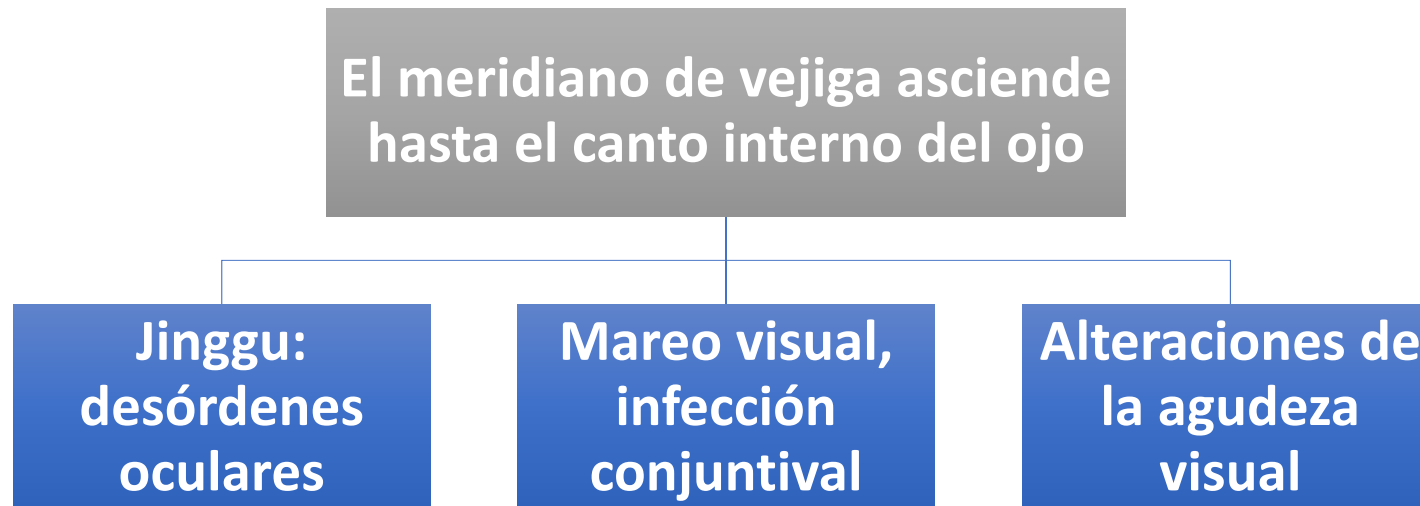 El meridiano de vejiga asciende
hasta el canto interno del ojo
Jinggu:
desórdenes
oculares
Mareo visual,
infección
conjuntival
Alteraciones de
la agudeza
visual